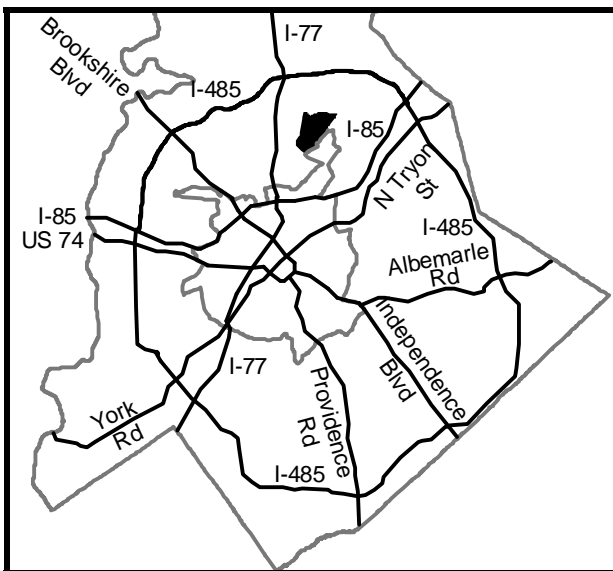 I-77
Brookshire
Blvd
I-485
I-85
N Tryon
St
I-85
US 74
I-485
Albemarle
Rd
Independence
Blvd
I-77
Providence
Rd
York
Rd
I-485